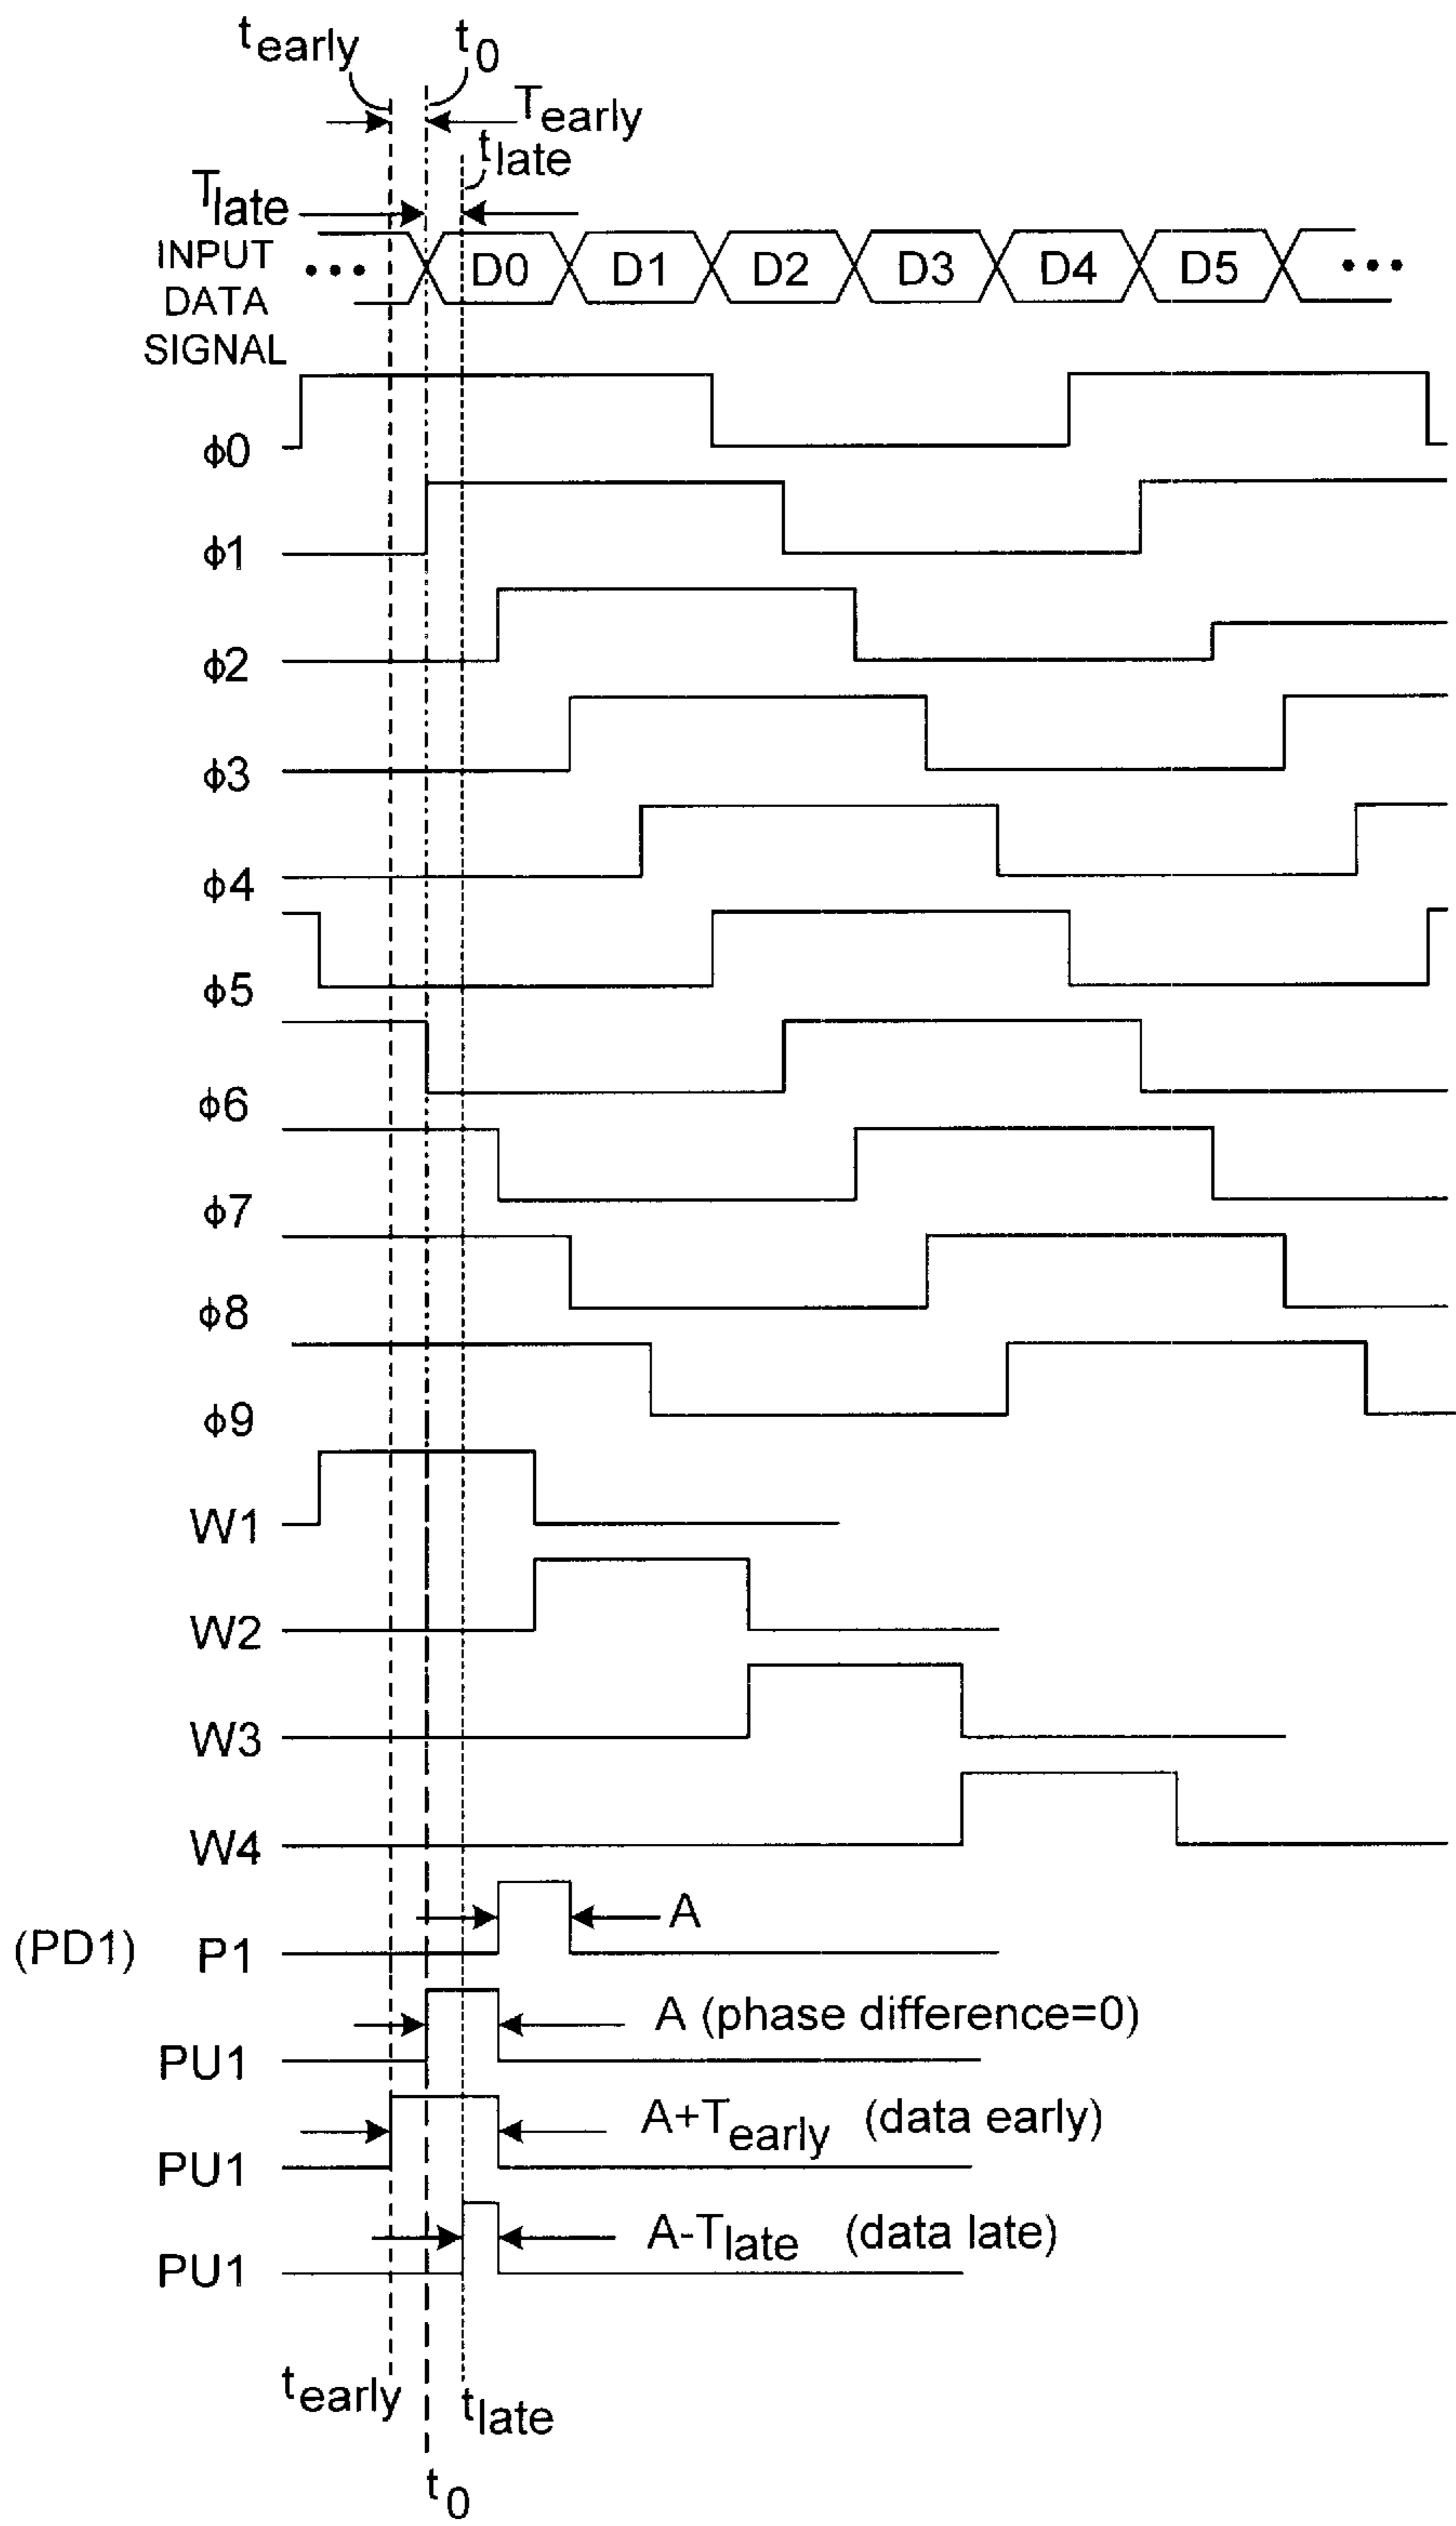 tearly t0
Tearly
tlate
Tlate
INPUT DATA SIGNAL
••• D0 D1 D2 D3 D4 D5 •••
ϕ0
ϕ1
ϕ2
ϕ3
ϕ4
ϕ5
ϕ6
ϕ7
ϕ8
ϕ9
W1
W2
W3
W4
(PD1) P1 A
PU1 A (phase difference=0)
PU1 A+Tearly (data early)
PU1 A-Tlate (data late)
tearly tlate
t0